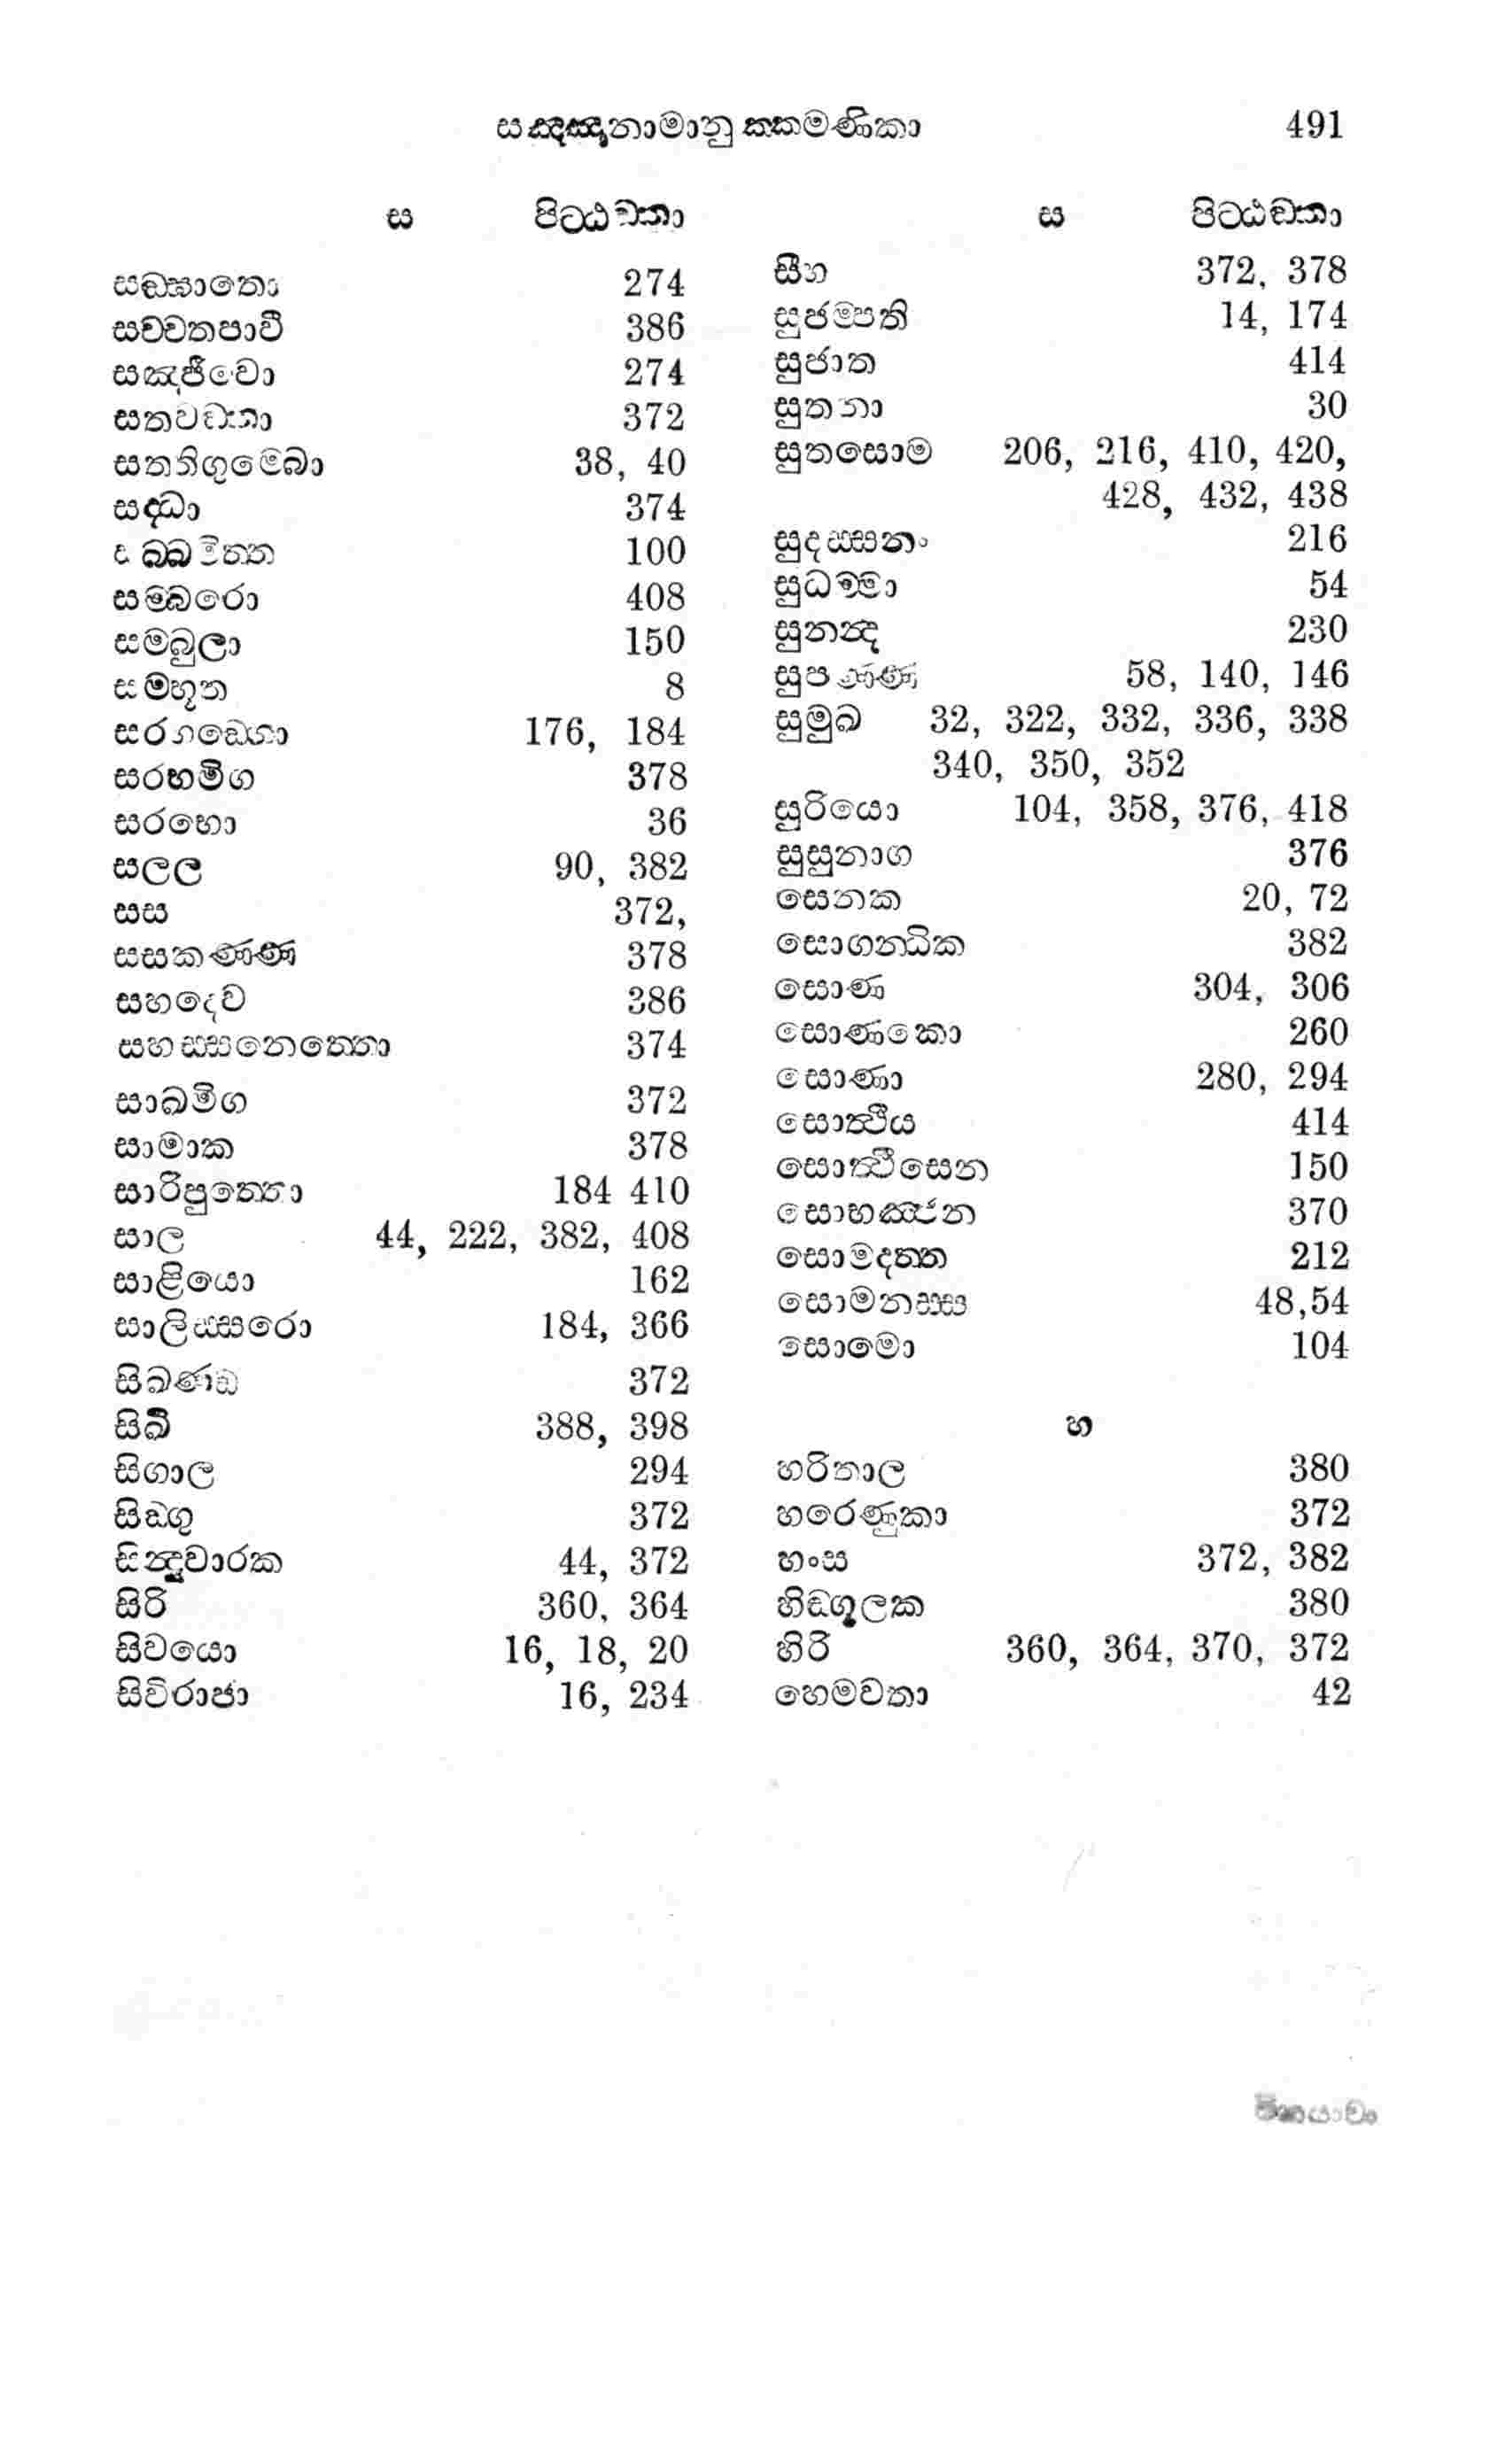 සඤ්ඤානාමානුක්කමණිකා 491
ස පිට්ඨඞ්කා
සඞ්ඝාතො 274
සච්චතපාවී 386
සඤ්ජීවො 274
සතවඞ්කා 372
සත්තිගුම්බො 38, 40
සද්ධා 374
සබ්බමිත්ත 100
සම්බරො 408
සම්බුලා 150
සම්භූත 8
සරගඞ්ගො 176, 184
සරභමිග 378
සරභො 36
සලල 90, 382
සස 372,
සසකණ්ණ 378
සහදෙව 386
සහස්සනෙත්තො 374
සාඛමිග 372
සාමාක 378
සාරිපුත්තො 184 410
සාල 44, 222, 382, 408
සාළියො 162
සාලිස්සරො 184, 366
සිඛණ්ඩි 372
සිඛී 388, 398
සිගාල 294
සිඞ්ගු 372
සින්දුවාරක 44, 372
සිරි 360, 364
සිවයො 16, 18, 20
සිවිරාජා 16, 234
ස පිට්ඨඞ්කා
සීහ 372, 378
සුජම්පති 14, 174
සුජාත 414
සුතනා 30
සුතසොම 206, 216, 410, 420,
428, 432, 438
සුදස්සනං 216
සුධම්මා 54
සුනන්ද 230
සුපණ්ණ 58, 140, 146
සුමුඛ 32, 322, 332, 336, 338
340, 350, 352
සුරියො 104, 358, 376, 418
සුසුනාග 376
සෙනක 20, 72
සොගන්ධික 382
සොණ 304, 306
සොණකො 260
සොණා 280, 294
සොත්ථිය 414
සොත්ථිසෙන 150
සොභඤ්ජන 370
සොමදත්ත 212
සොමනස්ස 48,54
සොමො 104
හ
හරිතාල 380
හරෙණුකා 372
හංස 372, 382
හිඞ්ගුලක 380
හිරි 360, 364, 370, 372
හෙමවතා 42